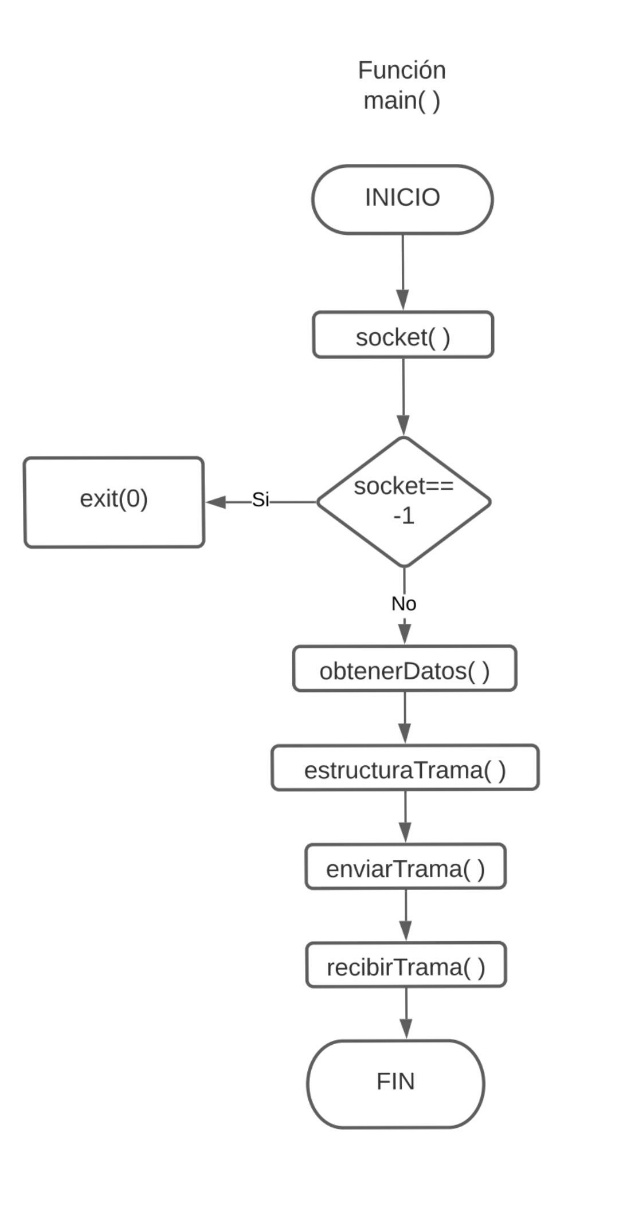 Función
main( )
INICIO
socket( )
socket==
-1
Si
exit(0)
No
obtenerDatos( )
estructuraTrama( )
enviarTrama( )
recibirTrama( )
FIN